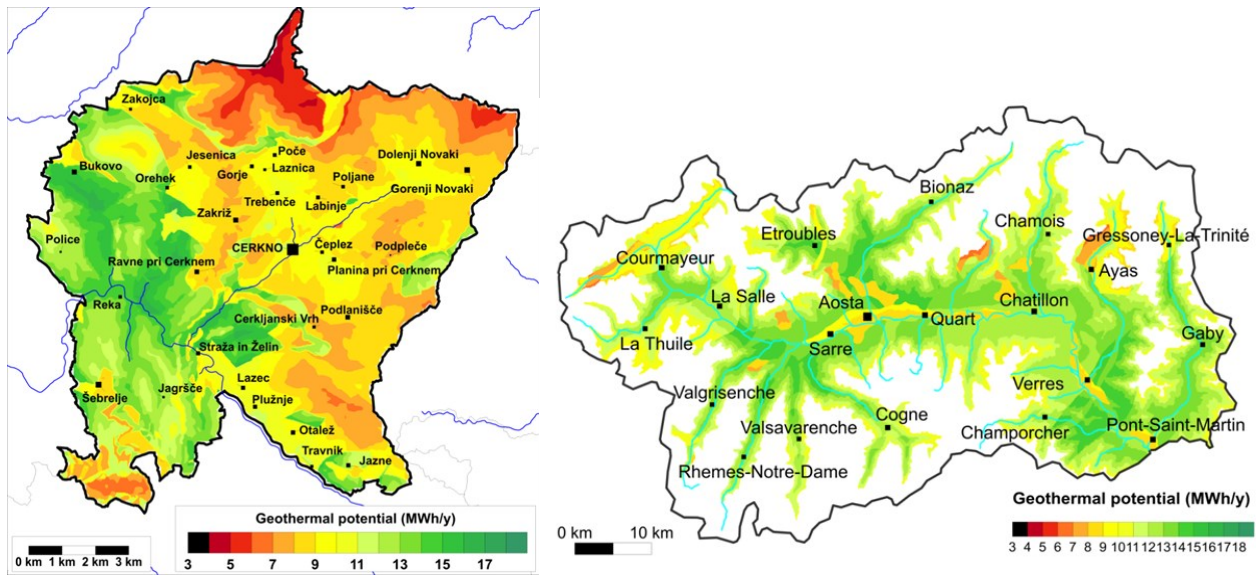 Zakojca
Poče
Jesenica
Dolenji Novaki
Bukovo
Gorje
Laznica
Orehek
Poljane
Gorenji Novaki
Trebenče
Labinje
Zakriž
Police
CERKNO
Čeplez
Podpleče
Ravne pri Cerknem
Planina pri Cerknem
Reka
Podlanišče
Cerkljanski Vrh
Straža in Želin
Lazec
Šebrelje
Jagršče
Plužnje
Otalež
Travnik
Jazne
Geothermal potential (MWh/y)
3 5 7 9 11 13 15 17
0 km 1 km 2 km 3 km
Bionaz
Chamois
Etroubles
Gressoney-La-Trinité
Courmayeur
Ayas
La Salle
Aosta
Chatillon
Quart
La Thuile
Sarre
Gaby
Verres
Valgrisenche
Cogne
Champorcher
Pont-Saint-Martin
Valsavarenche
Rhemes-Notre-Dame
Geothermal potential (MWh/y)
0 km 10 km
3 4 5 6 7 8 9 10 11 12 13 14 15 16 17 18